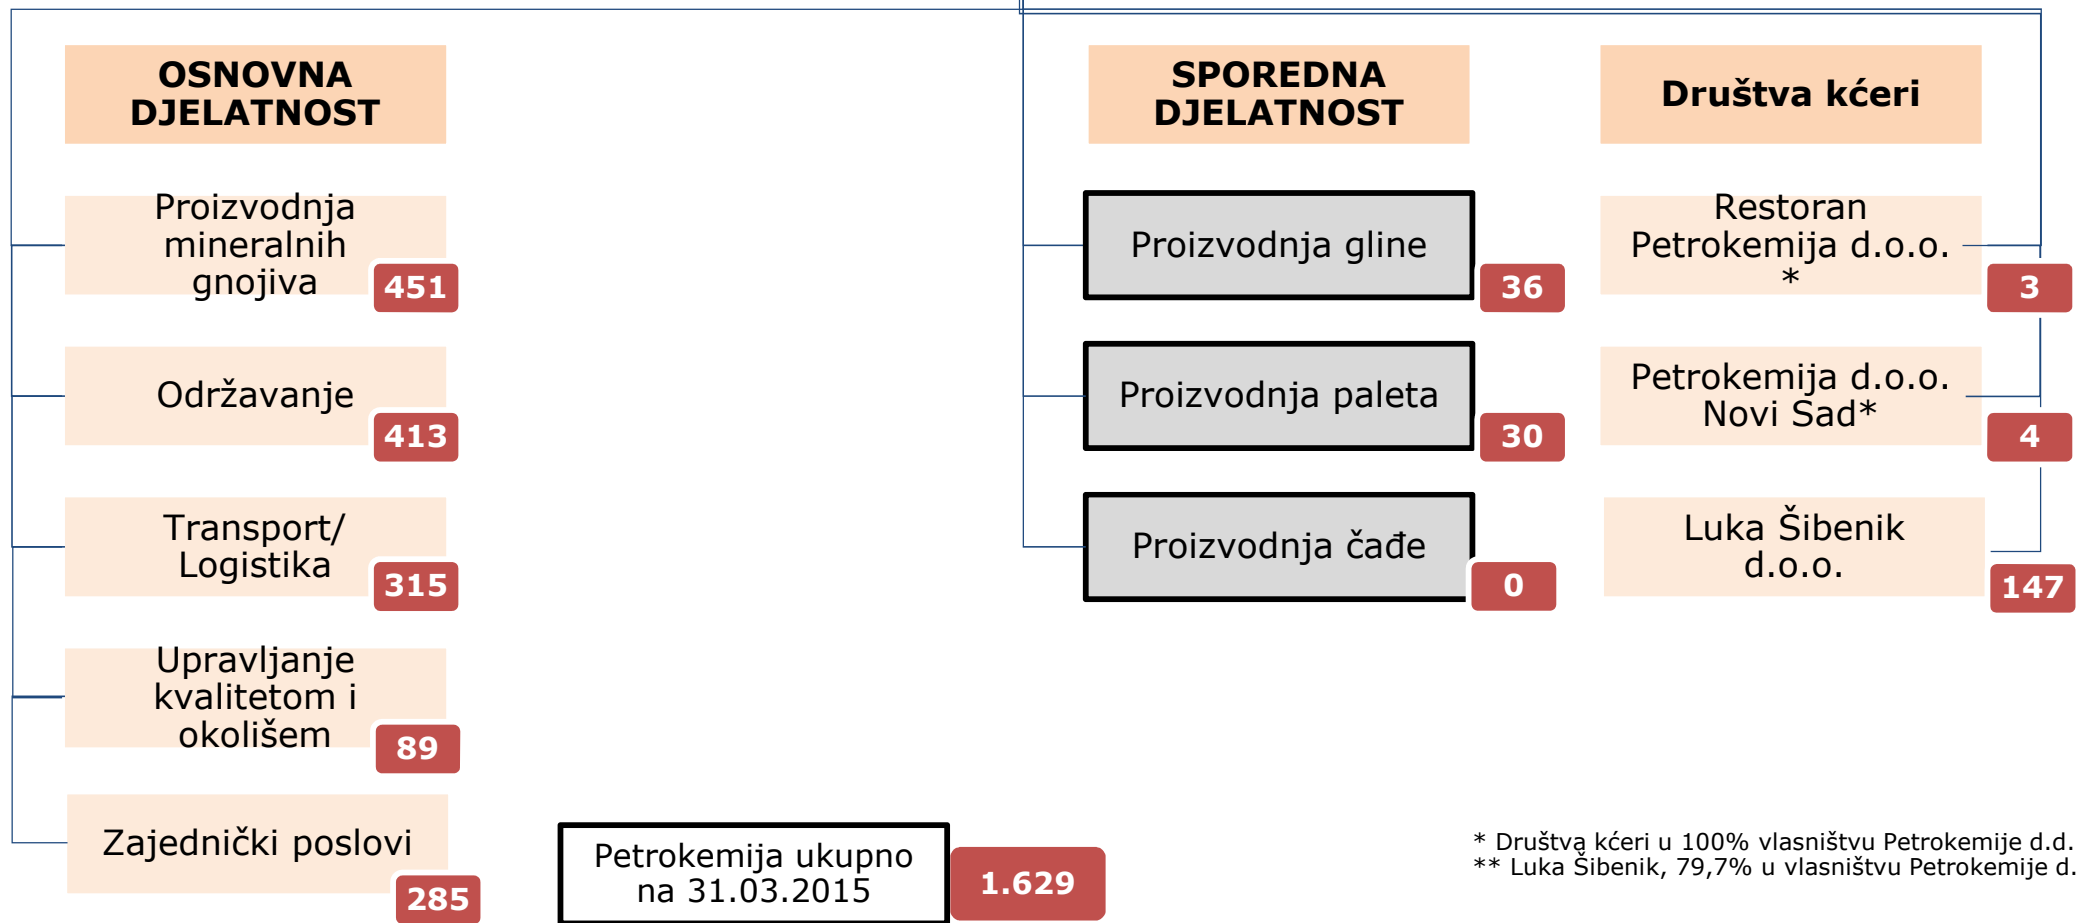 OSNOVNA
DJELATNOST
Proizvodnja
mineralnih
gnojiva
451
Održavanje
413
Transport/
Logistika
315
Upravljanje
kvalitetom i
okolišem
89
Zajednički poslovi
285
Petrokemija ukupno
na 31.03.2015
1.629
SPOREDNA
DJELATNOST
Proizvodnja gline
36
Proizvodnja paleta
30
Proizvodnja čađe
0
Društva kćeri
Restoran
Petrokemija d.o.o.
*
3
Petrokemija d.o.o.
Novi Sad*
4
Luka Šibenik
d.o.o.
147
* Društva kćeri u 100% vlasništvu Petrokemije d.d.
** Luka Šibenik, 79,7% u vlasništvu Petrokemije d.